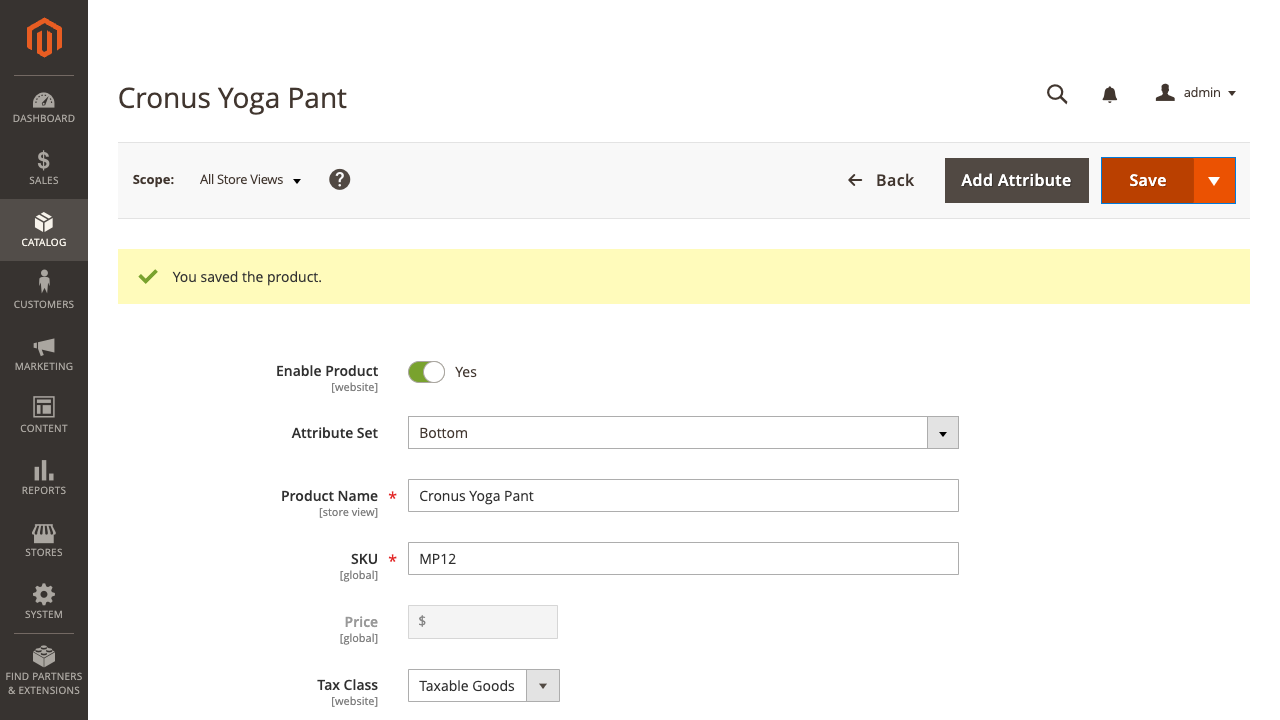 Cronus Yoga Pant
admin
DASHBOARD
SALES
CATALOG
CUSTOMERS
MARKETING
CONTENT
REPORTS
STORES
SYSTEM
FIND PARTNERS
& EXTENSIONS
Scope: All Store Views ?
Back
Add Attribute
Save
You saved the product.
Enable Product
[website]
Yes
Attribute Set
Bottom
Product Name *
[store view]
Cronus Yoga Pant
SKU *
[global]
MP12
Price
[global]
$
Tax Class
[website]
Taxable Goods